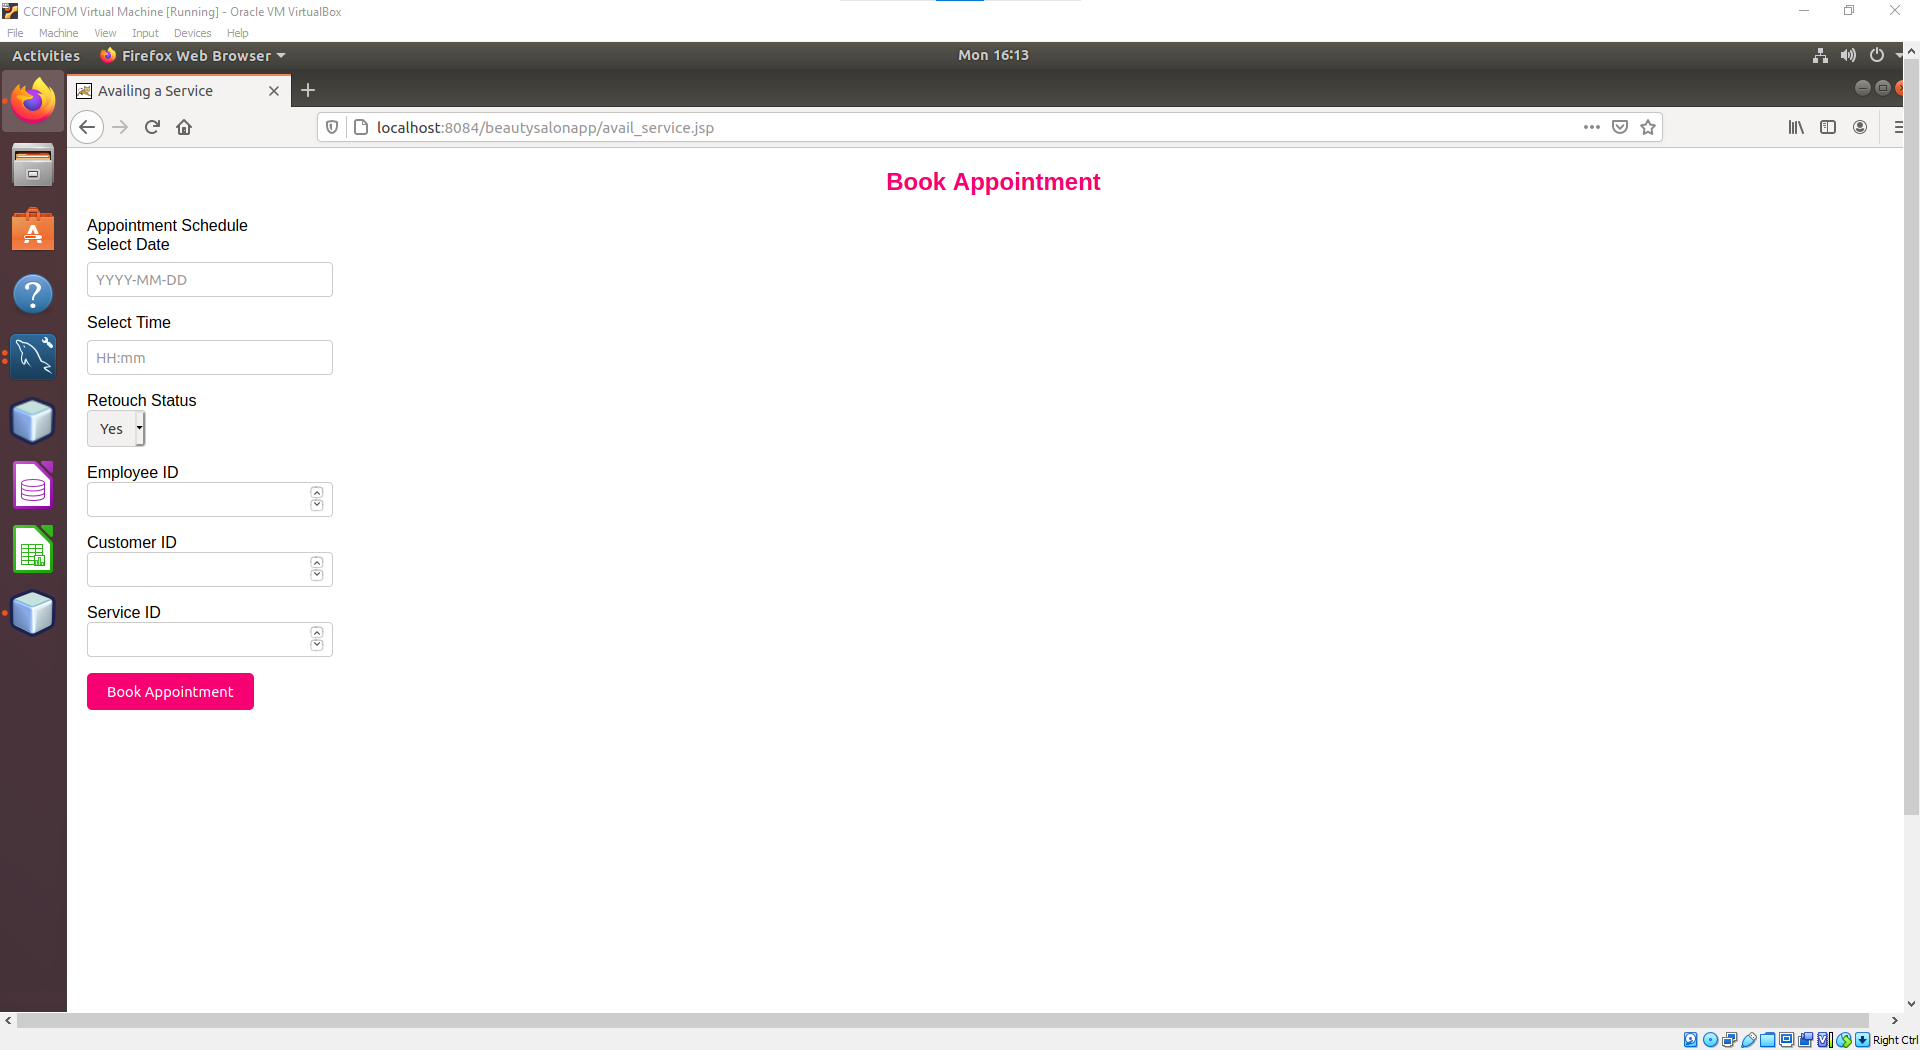 CCINFOM Virtual Machine [Running] - Oracle VM VirtualBox
File Machine View Input Devices Help
Activities Firefox Web Browser Mon 16:13
Availing a Service
localhost:8084/beautysalonapp/avail_service.jsp
Book Appointment
Appointment Schedule
Select Date
YYYY-MM-DD
Select Time
HH:mm
Retouch Status
Yes
Employee ID
Customer ID
Service ID
Book Appointment
Right Ctrl